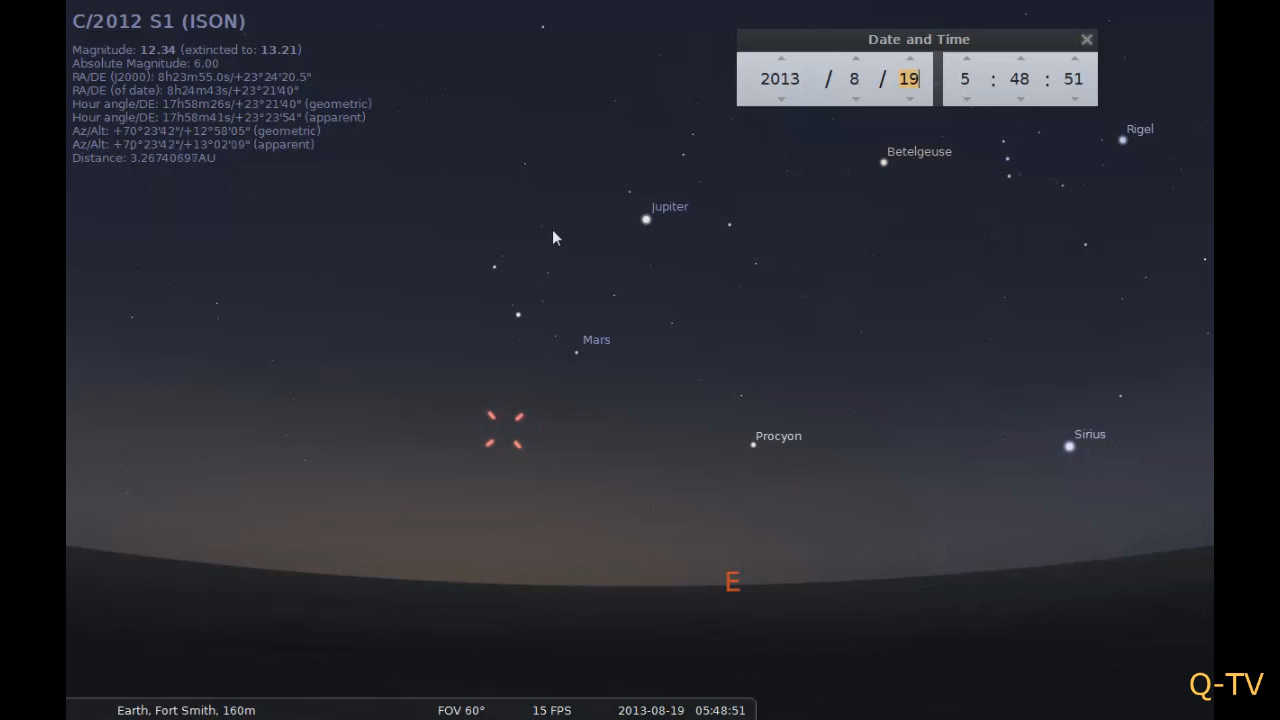 C/2012 S1 (ISON)
Magnitude: 12.34 (extincted to: 13.21)
Absolute Magnitude: 6.00
RA/DE (J2000): 8h23m55.0s/+23°24'20.5"
RA/DE (of date): 8h24m43s/+23°21'40"
Hour angle/DE: 17h58m26s/+23°21'40" (geometric)
Hour angle/DE: 17h58m41s/+23°23'54" (apparent)
Az/Alt: +70°23'42"/+12°58'05" (geometric)
Az/Alt: +70°23'42"/+13°02'09" (apparent)
Distance: 3.26740697AU
Date and Time
2013 / 8 / 19 5 : 48 : 51
Rigel
Betelgeuse
Jupiter
Mars
Procyon
Sirius
E
Q-TV
Earth, Fort Smith, 160m FOV 60° 15 FPS 2013-08-19 05:48:51